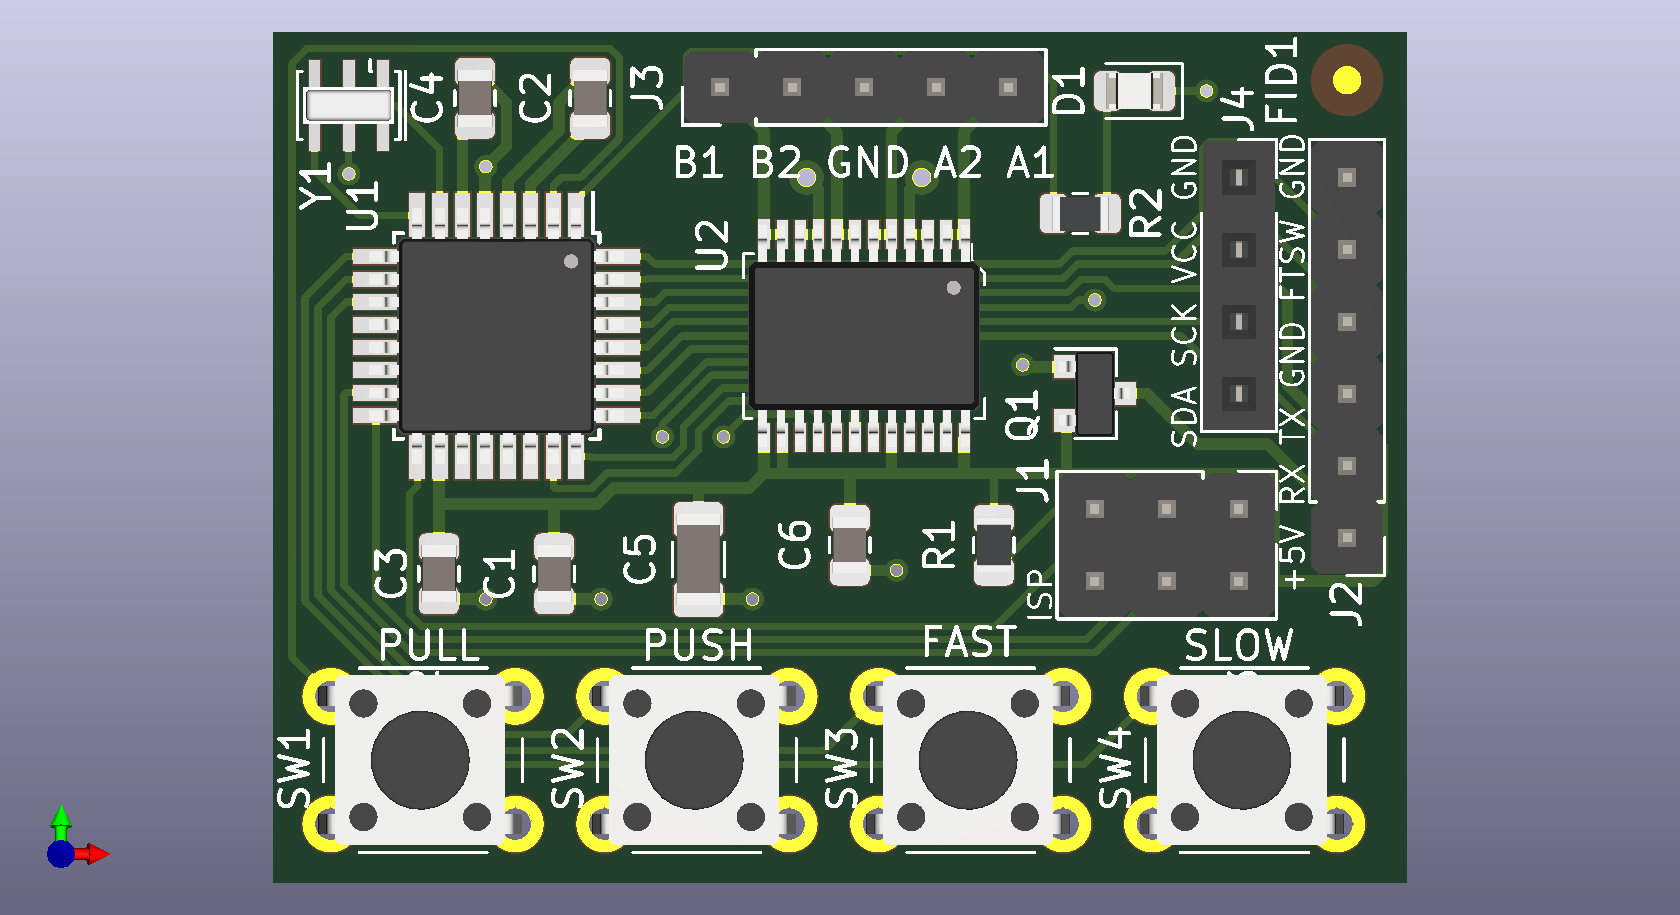 C4
C2
J3
D1
J4
FID1
Y1
U1
B1 B2 GND A2 A1
U2
R2
GND
VCC
SCK
SDA
GND
FTSW
GND
TX
RX
+5V
Q1
J1
C3
C1
C5
C6
R1
ISP
J2
PULL
PUSH
FAST
SLOW
SW1
SW2
SW3
SW4